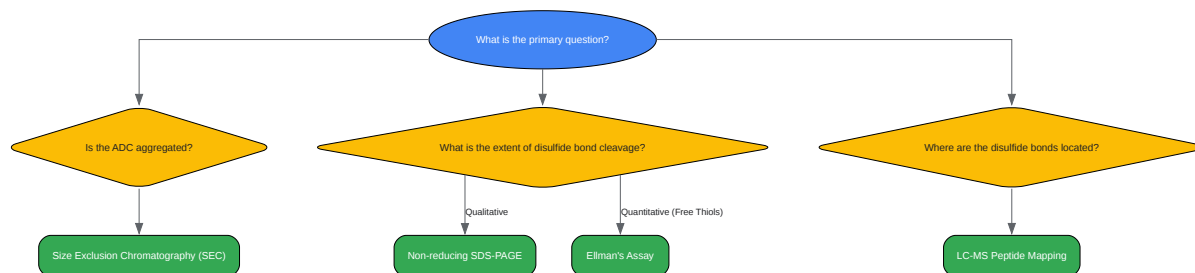 What is the primary question?
Is the ADC aggregated?
What is the extent of disulfide bond cleavage?
Where are the disulfide bonds located?
Qualitative
Quantitative (Free Thiols)
Size Exclusion Chromatography (SEC)
Non-reducing SDS-PAGE
Ellman's Assay
LC-MS Peptide Mapping